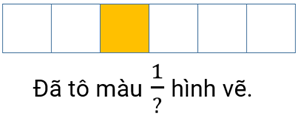 Đã tô màu 1/? hình vẽ.